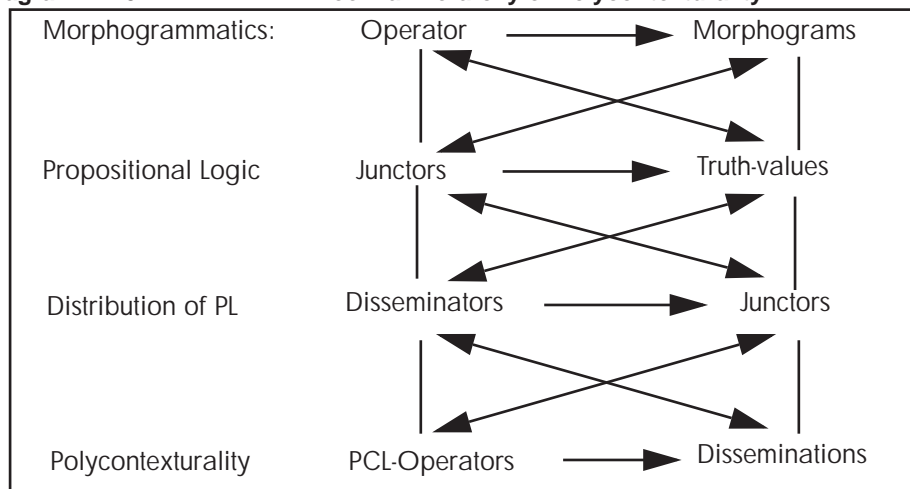 Morphogrammatics: Operator Morphograms
Propositional Logic Junctors Truth-values
Distribution of PL Disseminators Junctors
Polycontexturality PCL-Operators Disseminations